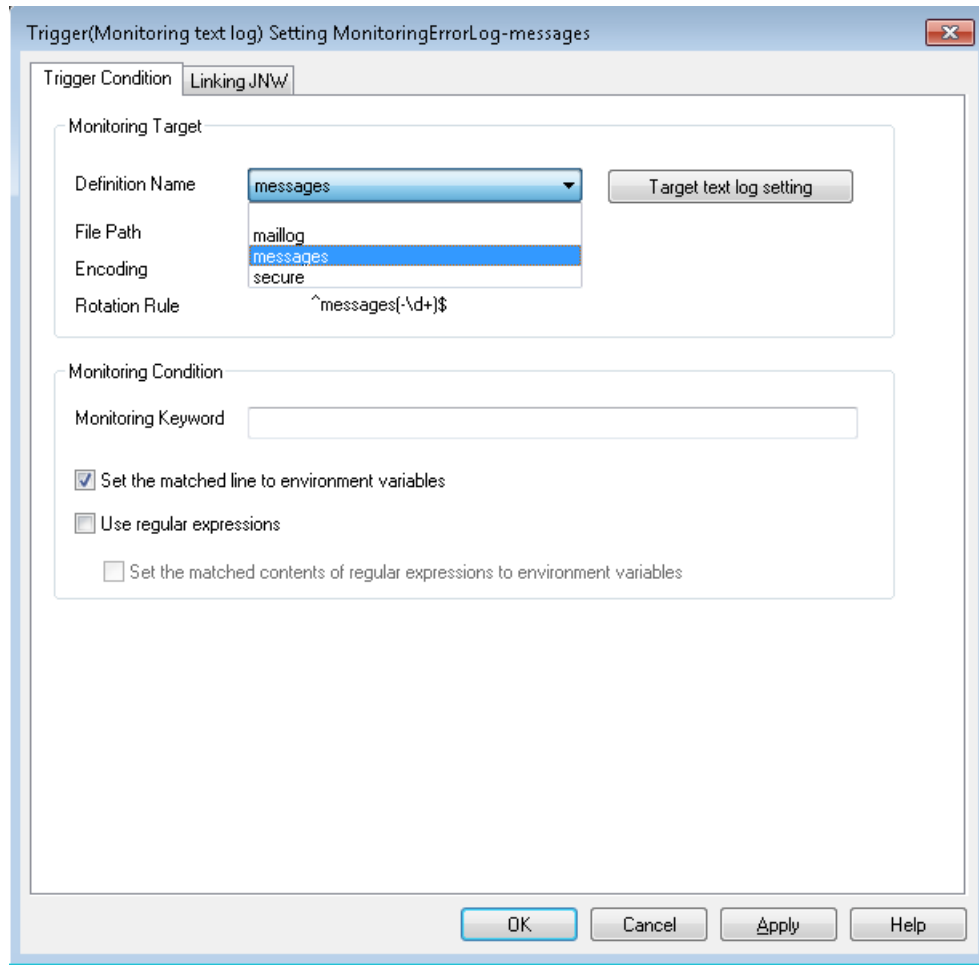 Trigger(Monitoring text log) Setting MonitoringErrorLog-messages
Trigger Condition
Linking JNW
Monitoring Target
Definition Name
messages
Target text log setting
File Path
maillog
messages
Encoding
secure
Rotation Rule
^messages(-\d+)$
Monitoring Condition
Monitoring Keyword
Set the matched line to environment variables
Use regular expressions
Set the matched contents of regular expressions to environment variables
OK
Cancel
Apply
Help